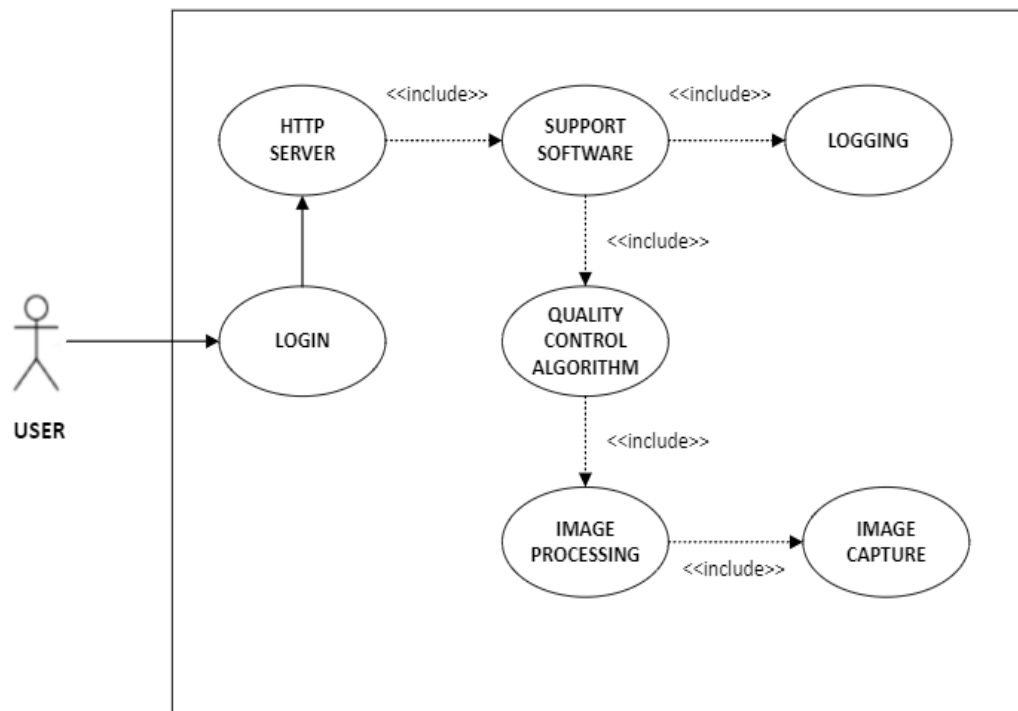 <<include>>
<<include>>
HTTP
SERVER
SUPPORT
SOFTWARE
LOGGING
<<include>>
LOGIN
QUALITY
CONTROL
ALGORITHM
USER
<<include>>
IMAGE
PROCESSING
<<include>>
IMAGE
CAPTURE